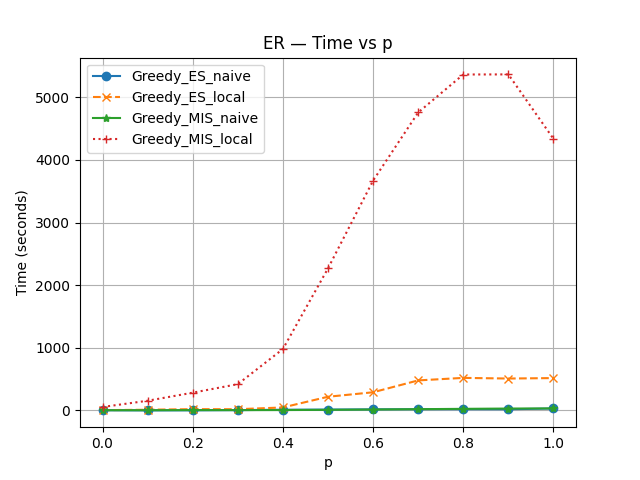 ER — Time vs p
Greedy_ES_naive
Greedy_ES_local
Greedy_MIS_naive
Greedy_MIS_local
Time (seconds)
5000
4000
3000
2000
1000
0
0.0 0.2 0.4 0.6 0.8 1.0
p